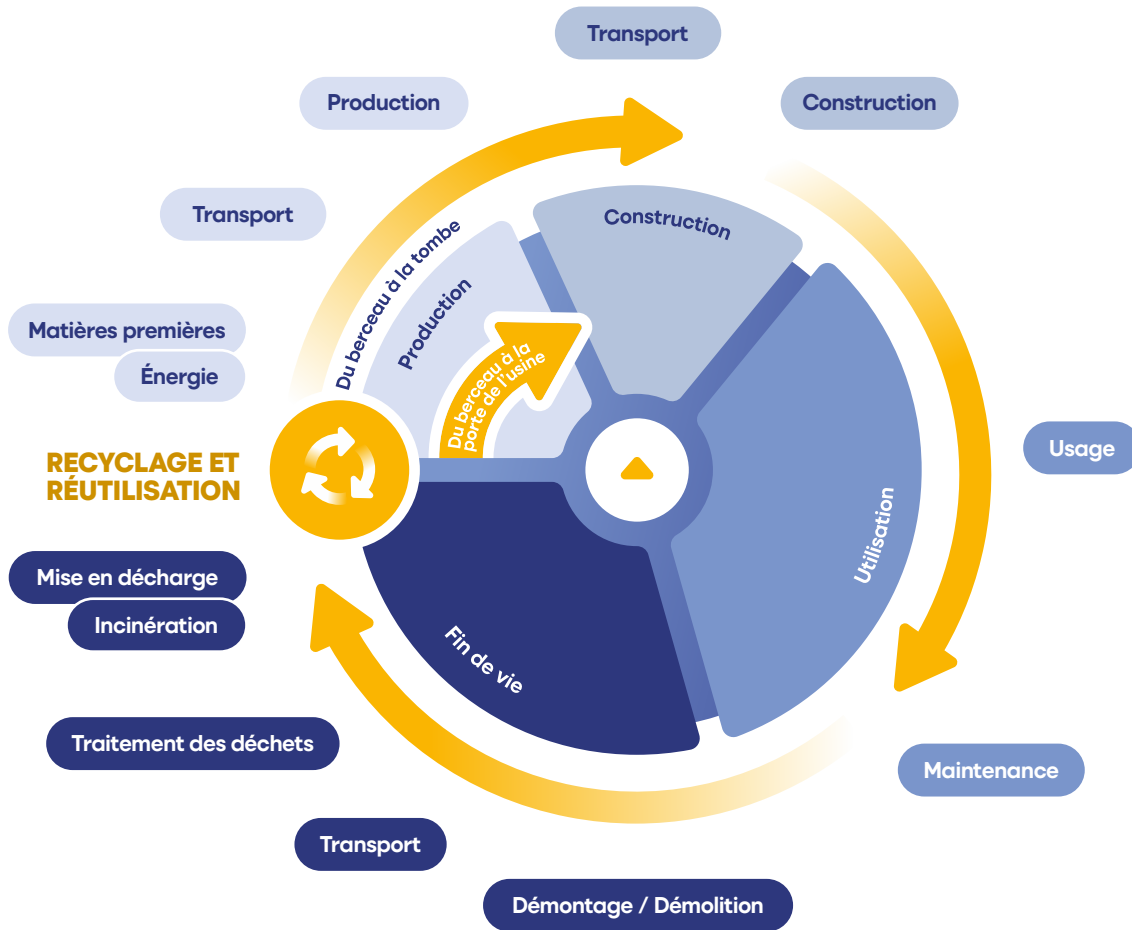 Transport
Production
Construction
Transport
Matières premières
Énergie
Du berceau à la tombe
Production
Du berceau à la
porte de l'usine
Construction
Utilisation
Usage
RECYCLAGE ET
RÉUTILISATION
Mise en décharge
Incinération
Fin de vie
Traitement des déchets
Maintenance
Transport
Démontage / Démolition